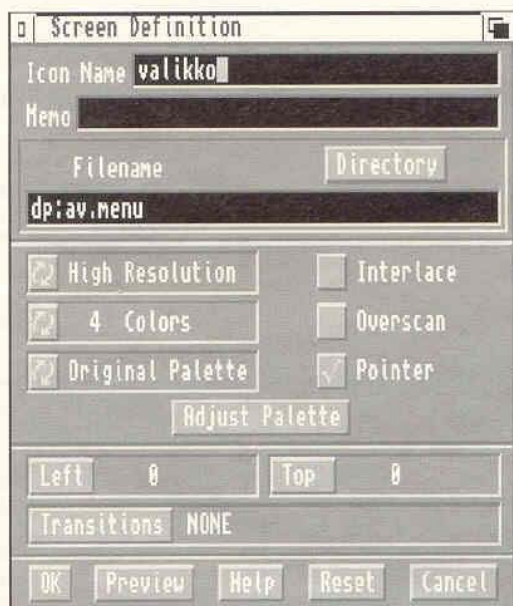 Screen Definition
Icon Name valikko
Memo
Filename Directory
dp:av.menu
High Resolution Interlace
4 Colors Overscan
Original Palette Pointer
Adjust Palette
Left 0 Top 0
Transitions NONE
OK Preview Help Reset Cancel